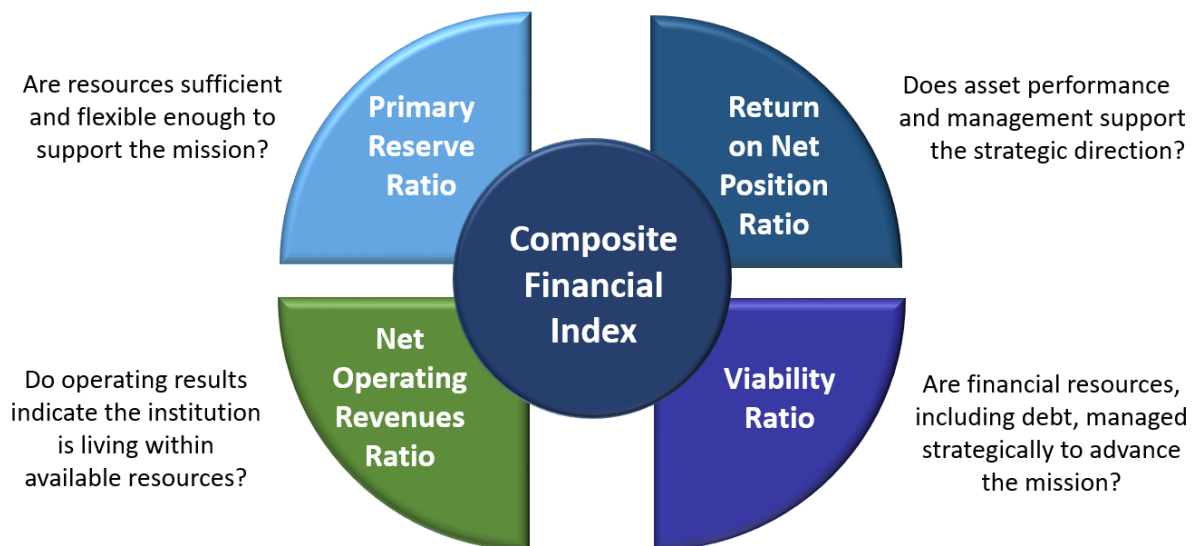 Are resources sufficient
and flexible enough to
support the mission?
Primary
Reserve
Ratio
Return
on Net
Position
Ratio
Does asset performance
and management support
the strategic direction?
Composite
Financial
Index
Do operating results
indicate the institution
is living within
available resources?
Net
Operating
Revenues
Ratio
Viability
Ratio
Are financial resources,
including debt, managed
strategically to advance
the mission?